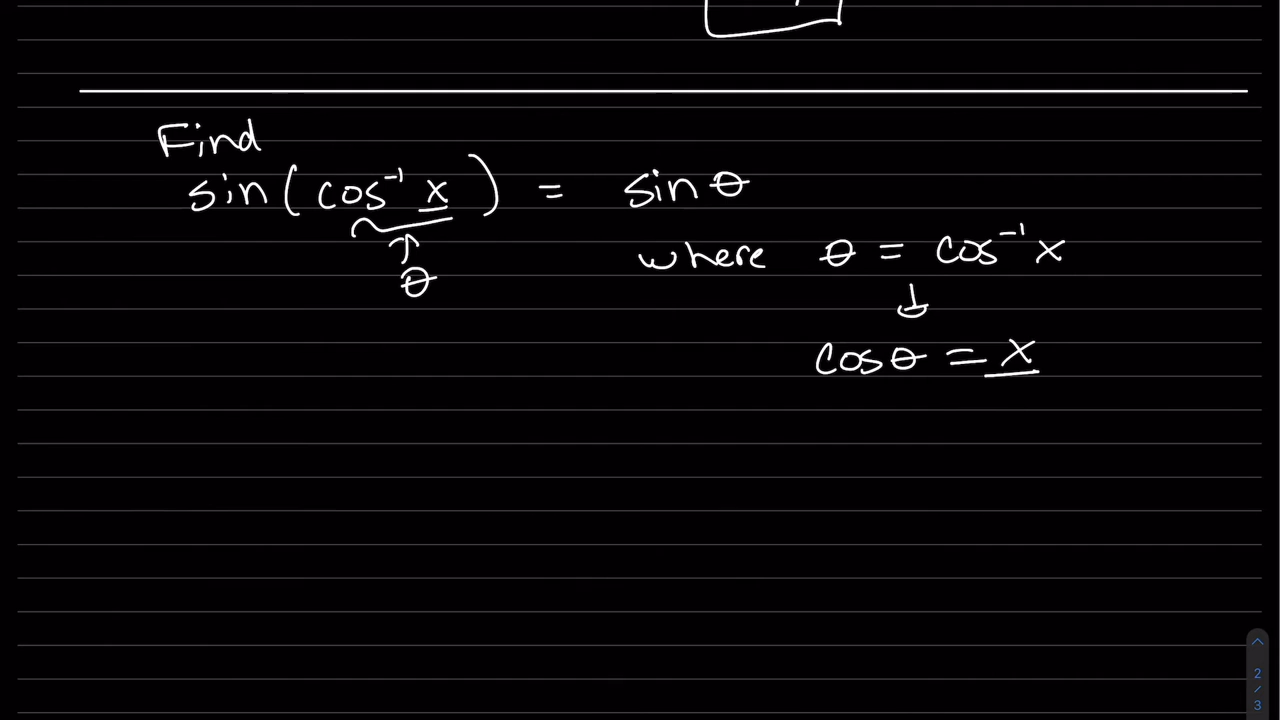 Find
sin(cos⁻¹ x) = sin θ
θ
where θ = cos⁻¹ x
cos θ = x
2
/
3